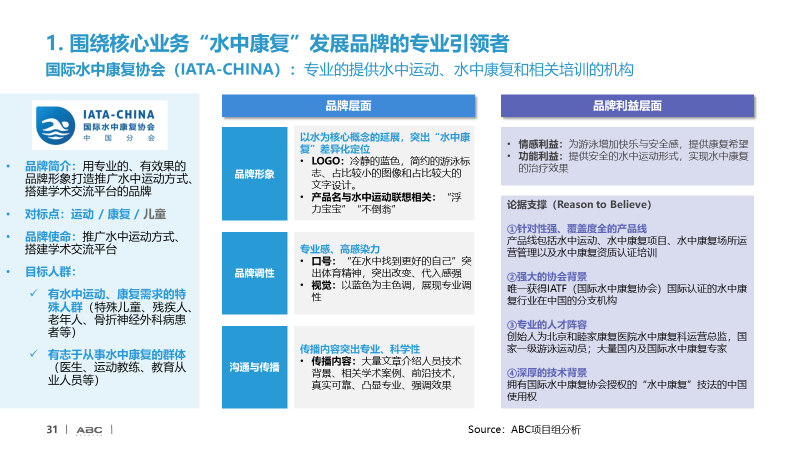 1. 围绕核心业务“水中康复”发展品牌的专业引领者
国际水中康复协会（IATA-CHINA）：专业的提供水中运动、水中康复和相关培训的机构
IATA-CHINA
国际水中康复协会
中 国 分 会
• 品牌简介：用专业的、有效果的
品牌形象打造推广水中运动方式、
搭建学术交流平台的品牌
• 对标点：运动 / 康复 / 儿童
• 品牌使命：推广水中运动方式、
搭建学术交流平台
• 目标人群：
✓ 有水中运动、康复需求的特
殊人群（特殊儿童、残疾人、
老年人、骨折神经外科病患
者等）
✓ 有志于从事水中康复的群体
（医生、运动教练、教育从
业人员等）
品牌层面
品牌形象
以水为核心概念的延展，突出“水中康
复”差异化定位
• LOGO：冷静的蓝色，简约的游泳标
志、占比较小的图像和占比较大的
文字设计。
• 产品名与水中运动联想相关：“浮
力宝宝”“不倒翁”
品牌调性
专业感、高感染力
• 口号：“在水中找到更好的自己”突
出体育精神，突出改变、代入感强
• 视觉：以蓝色为主色调，展现专业调
性
沟通与传播
传播内容突出专业、科学性
• 传播内容：大量文章介绍人员技术
背景、相关学术案例、前沿技术，
真实可靠、凸显专业、强调效果
品牌利益层面
• 情感利益：为游泳增加快乐与安全感，提供康复希望
• 功能利益：提供安全的水中运动形式，实现水中康复
的治疗效果
论据支撑（Reason to Believe）
①针对性强、覆盖度全的产品线
产品线包括水中运动、水中康复项目、水中康复场所运
营管理以及水中康复资质认证培训
②强大的协会背景
唯一获得IATF（国际水中康复协会）国际认证的水中康
复行业在中国的分支机构
③专业的人才阵容
创始人为北京和睦家康复医院水中康复科运营总监，国
家一级游泳运动员；大量国内及国际水中康复专家
④深厚的技术背景
拥有国际水中康复协会授权的“水中康复”技法的中国
使用权
31 | ABC |
Source：ABC项目组分析